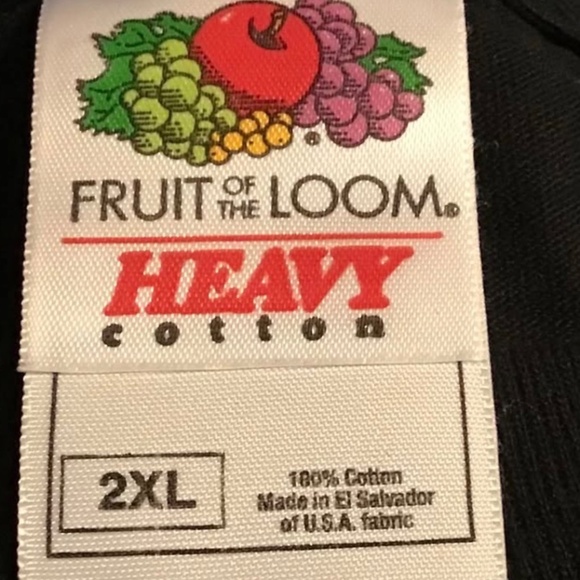 FRUIT OF THE LOOM®
HEAVY
cotton
2XL
100% Cotton
Made in El Salvador
of U.S.A. fabric